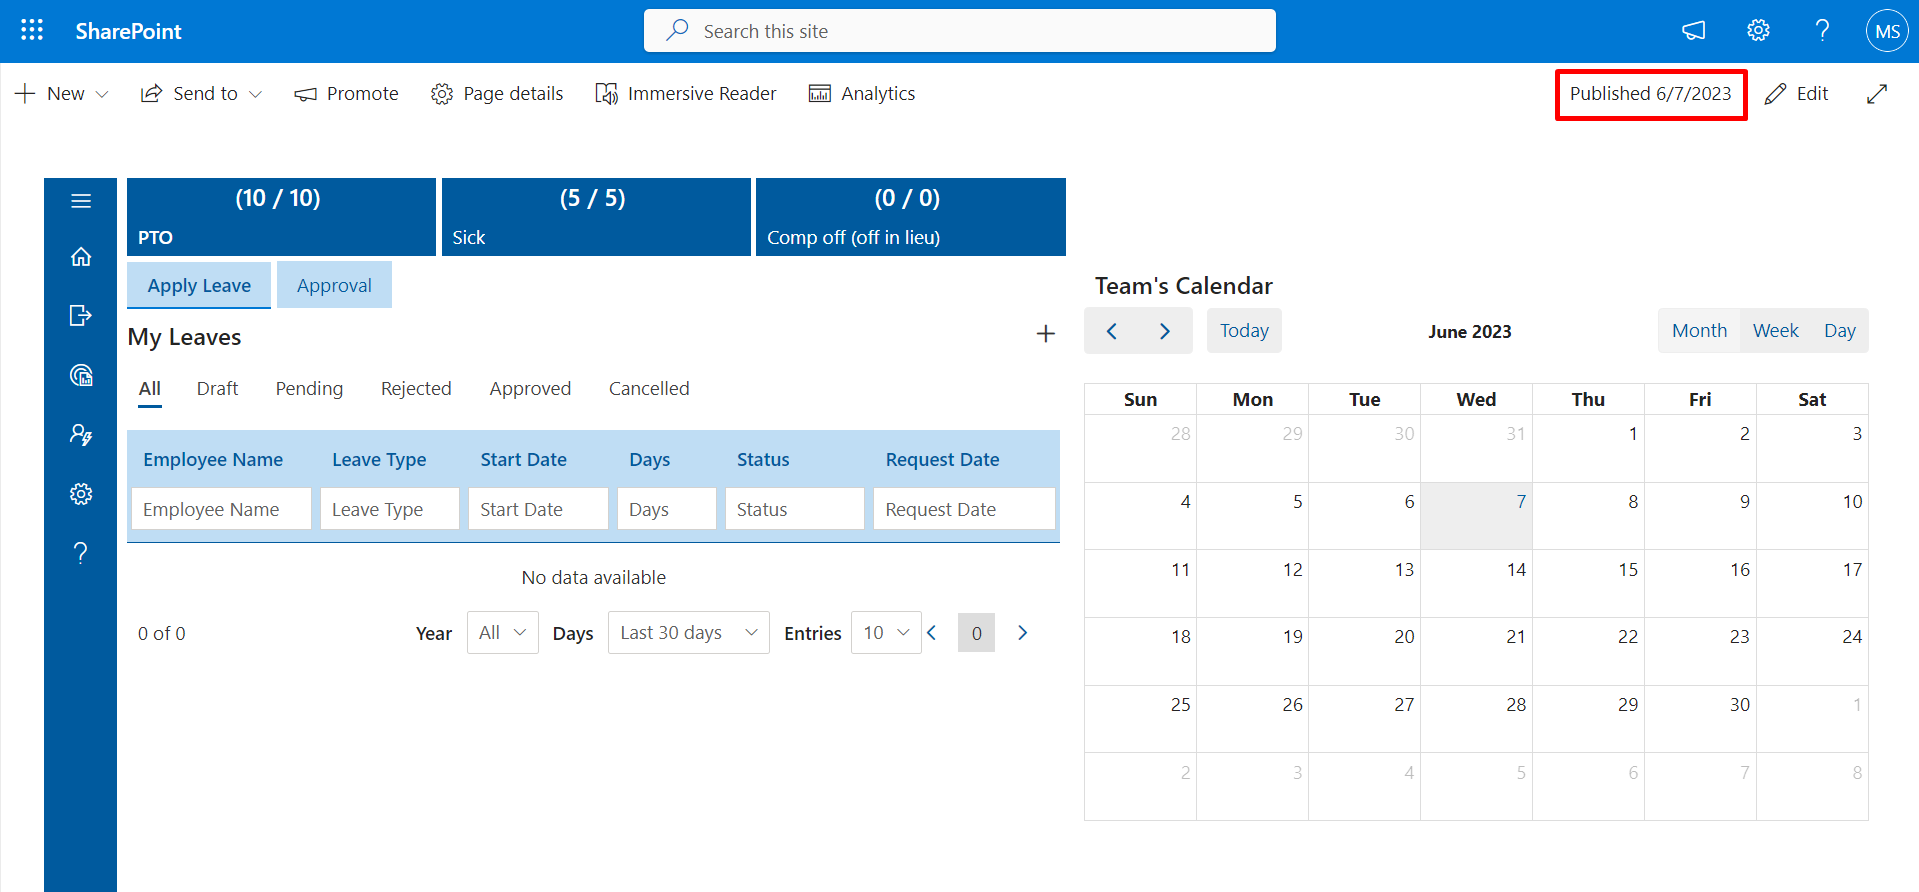 SharePoint
Search this site
MS
New
Send to
Promote
Page details
Immersive Reader
Analytics
Published 6/7/2023
Edit
(10 / 10)
PTO
(5 / 5)
Sick
(0 / 0)
Comp off (off in lieu)
Apply Leave
Approval
My Leaves
All
Draft
Pending
Rejected
Approved
Cancelled
Employee Name Leave Type Start Date Days Status Request Date
Employee Name Leave Type Start Date Days Status Request Date
No data available
0 of 0
Year All
Days Last 30 days
Entries 10
0
Team's Calendar
Today
June 2023
Month Week Day
Sun Mon Tue Wed Thu Fri Sat
28 29 30 31 1 2 3
4 5 6 7 8 9 10
11 12 13 14 15 16 17
18 19 20 21 22 23 24
25 26 27 28 29 30 1
2 3 4 5 6 7 8